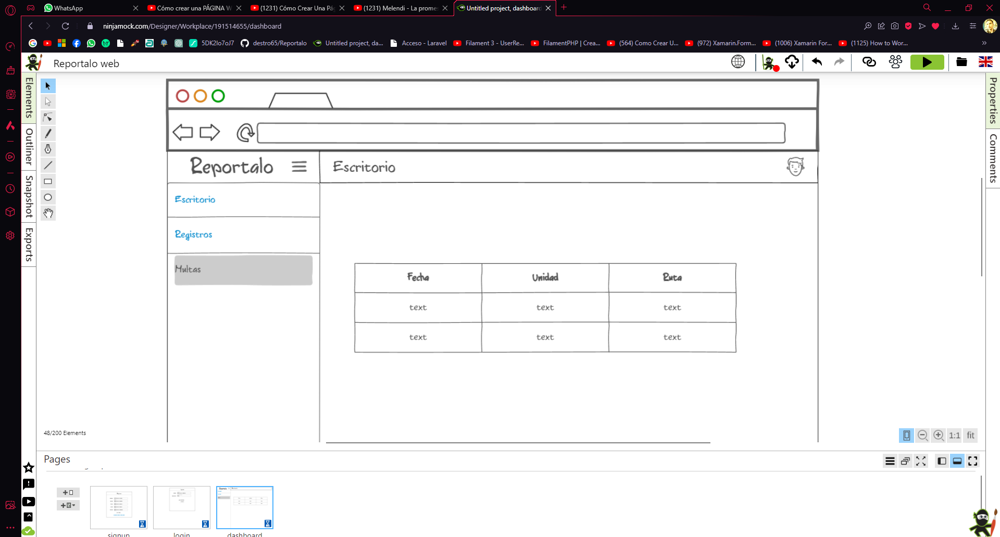 WhatsApp
Cómo crear una PÁGINA W
(1231) Cómo Crear Una Pá
(1231) Melendi - La prome
Untitled project, dashboard
ninjamock.com/Designer/Workplace/191514655/dashboard
5DK2Io7oJ7
destro65/Reportalo
Untitled project, da...
Acceso - Laravel
Filament 3 - UserRe...
FilamentPHP | Crea...
(564) Como Crear U...
(972) Xamarin.Form...
(1006) Xamarin For...
(1125) How to Wor...
Reportalo web
Elements
Outliner
Snapshot
Exports
Properties
Comments
Reportalo
Escritorio
Escritorio
Registros
Multas
Fecha Unidad Ruta
text text text
text text text
48/200 Elements
1:1 fit
Pages
signup login dashboard